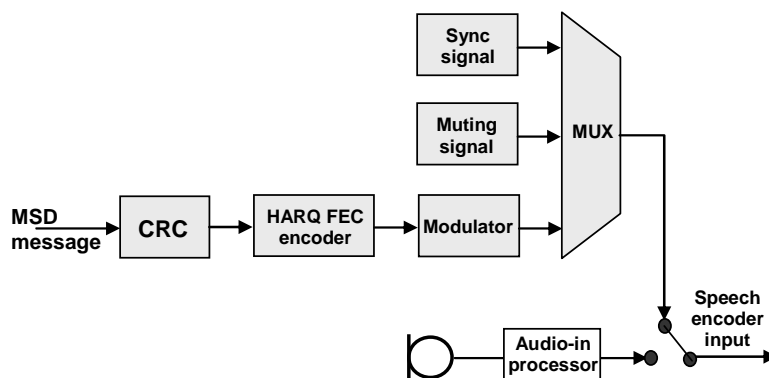 Sync
signal
Muting
signal
MUX
MSD
message
CRC
HARQ FEC
encoder
Modulator
Speech
encoder
input
Audio-in
processor